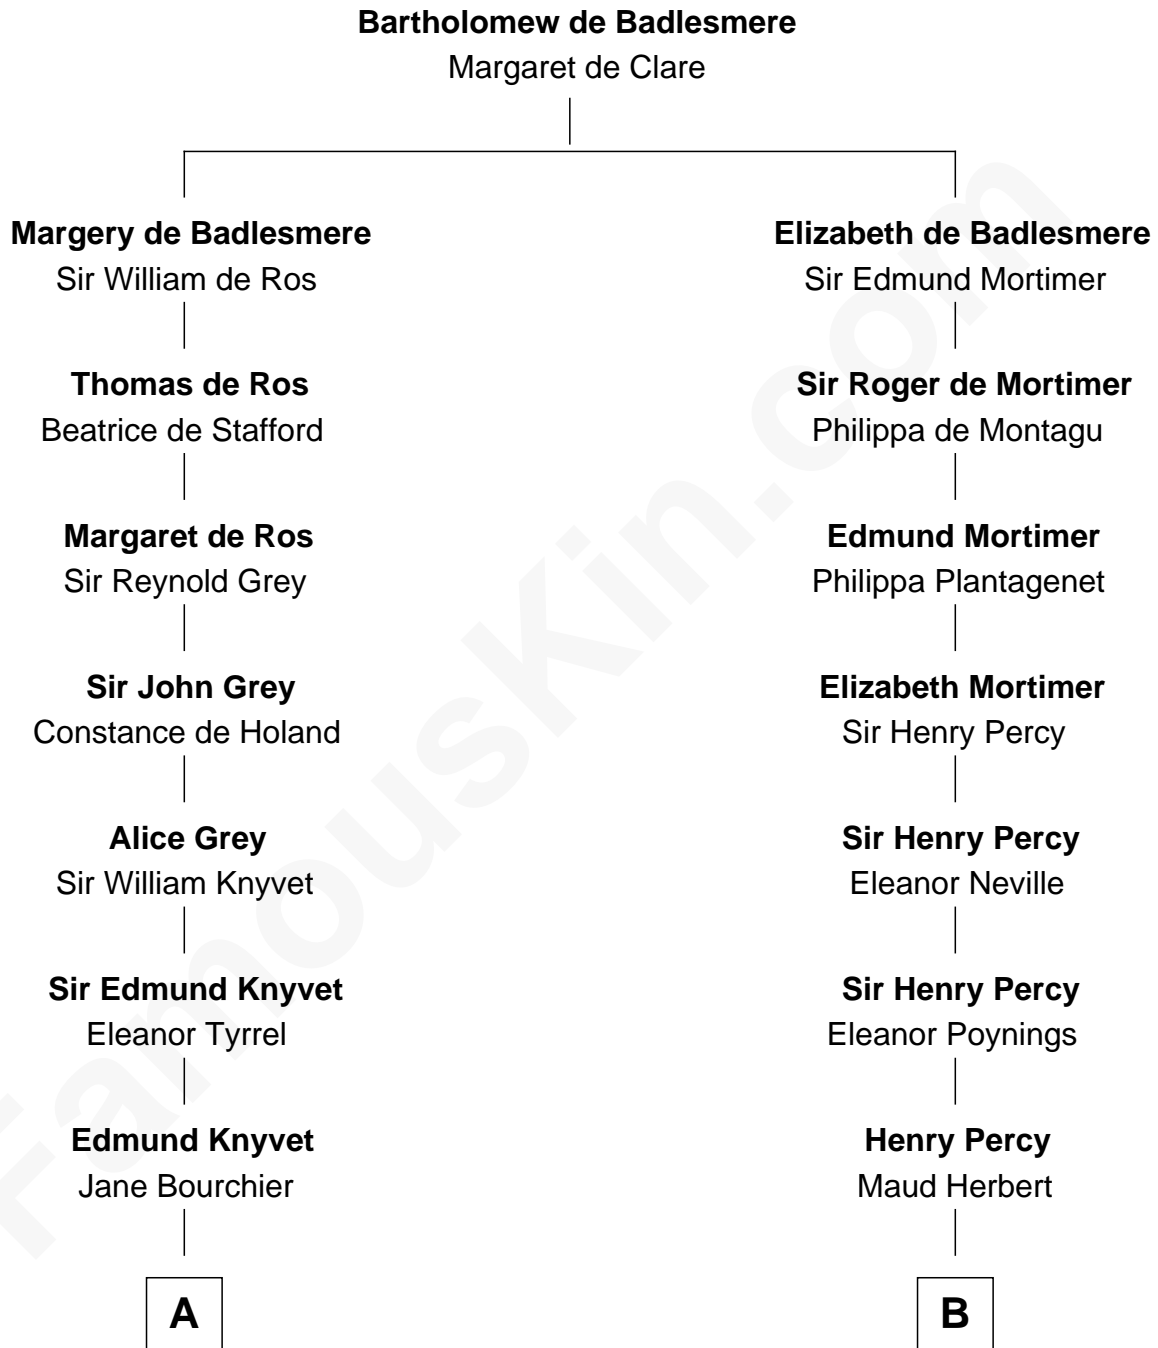 Bartholomew de Badlesmere
Margaret de Clare
Margery de Badlesmere
Sir William de Ros
Elizabeth de Badlesmere
Sir Edmund Mortimer
Thomas de Ros
Beatrice de Stafford
Sir Roger de Mortimer
Philippa de Montagu
Margaret de Ros
Sir Reynold Grey
Edmund Mortimer
Philippa Plantagenet
Sir John Grey
Constance de Holand
Elizabeth Mortimer
Sir Henry Percy
Alice Grey
Sir William Knyvet
Sir Henry Percy
Eleanor Neville
Sir Edmund Knyvet
Eleanor Tyrrel
Sir Henry Percy
Eleanor Poynings
Edmund Knyvet
Jane Bourchier
Henry Percy
Maud Herbert
A
B
FamousKin.com